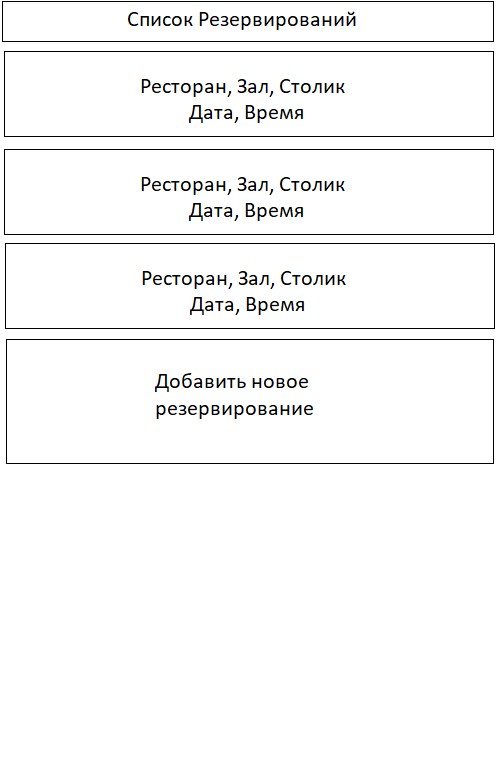 Список Резервирований
Ресторан, Зал, Столик
Дата, Время
Ресторан, Зал, Столик
Дата, Время
Ресторан, Зал, Столик
Дата, Время
Добавить новое
резервирование